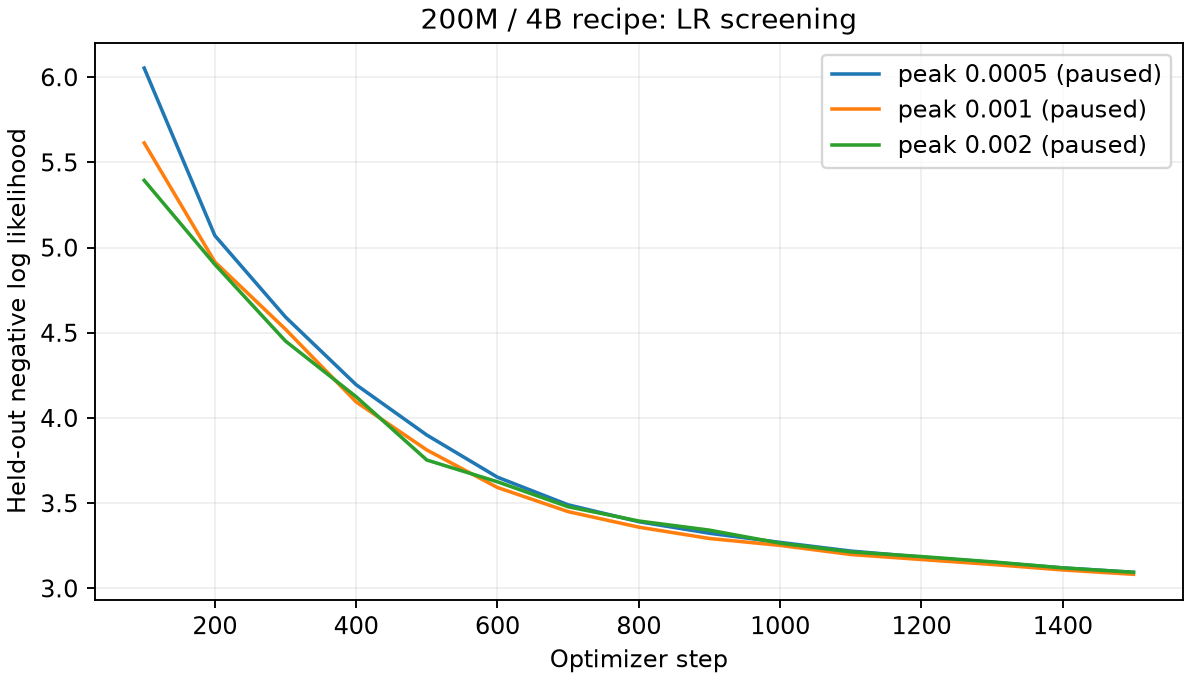 200M / 4B recipe: LR screening
peak 0.0005 (paused)
peak 0.001 (paused)
peak 0.002 (paused)
Held-out negative log likelihood
6.0
5.5
5.0
4.5
4.0
3.5
3.0
200 400 600 800 1000 1200 1400
Optimizer step